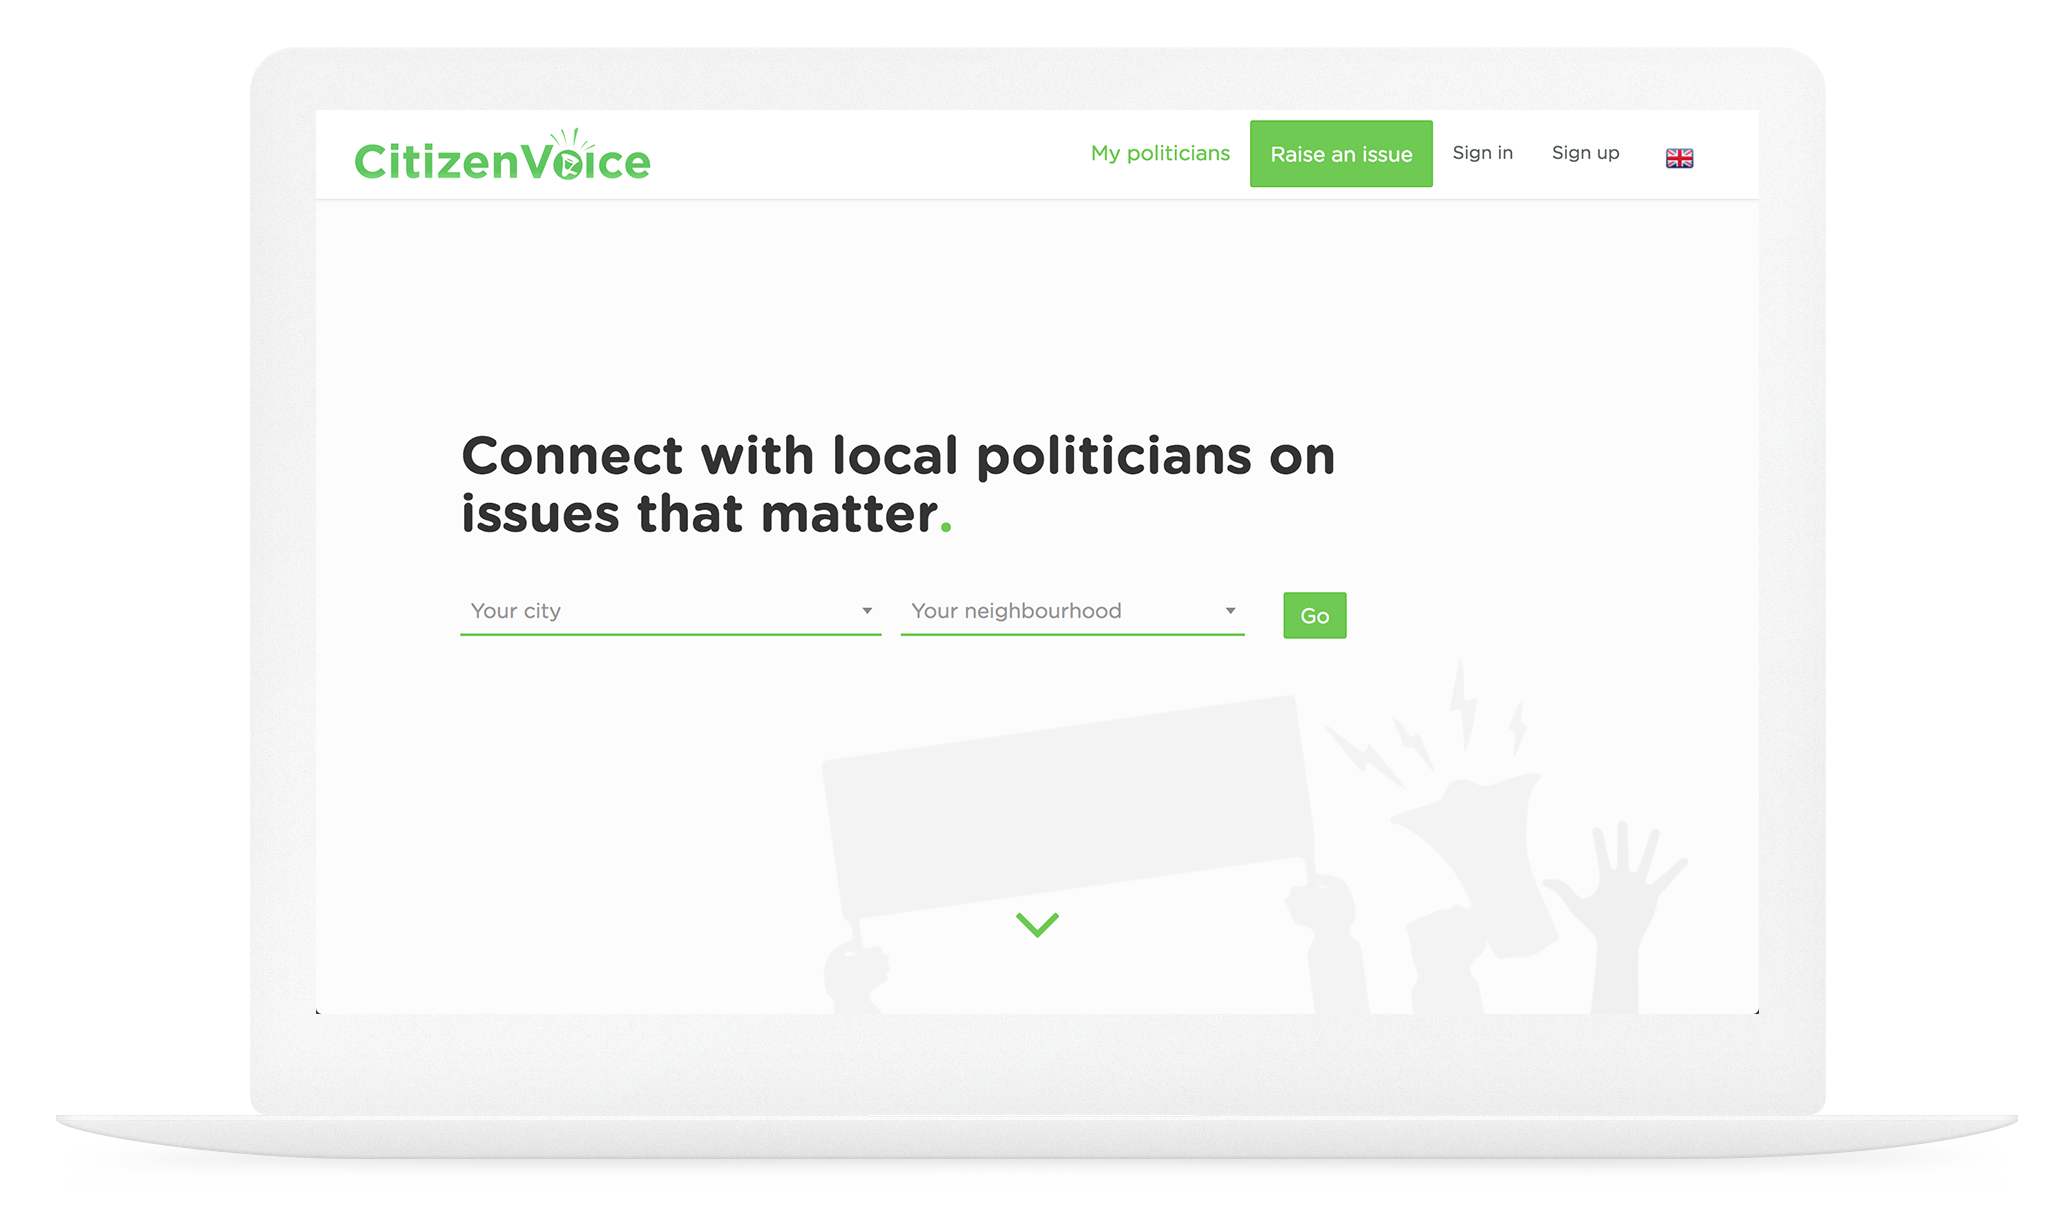 CitizenVoice
My politicians
Raise an issue
Sign in
Sign up
Connect with local politicians on
issues that matter.
Your city
Your neighbourhood
Go